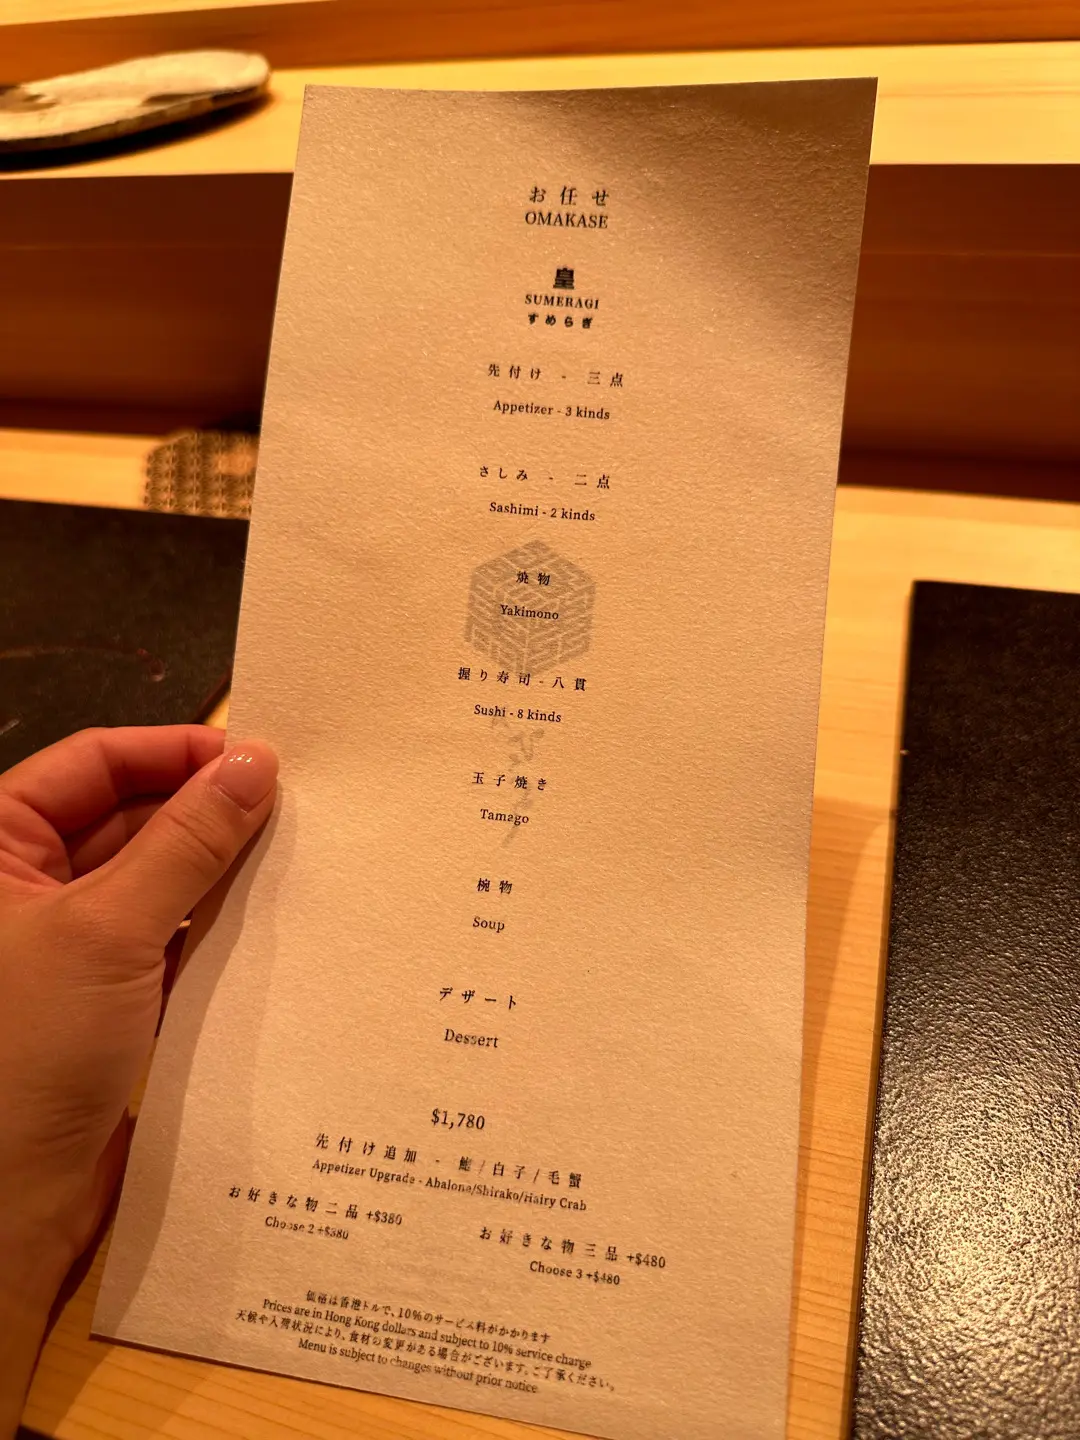 お任せ
OMAKASE
皇
SUMERAGI
すめらぎ
先付け - 三点
Appetizer - 3 kinds
さしみ - 二点
Sashimi - 2 kinds
焼物
Yakimono
握り寿司-八貫
Sushi - 8 kinds
玉子焼き
Tamago
椀物
Soup
デザート
Dessert
$1,780
先付け追加 - 鮑/白子/毛蟹
Appetizer Upgrade - Abalone/Shirako/Hairy Crab
お好きな物二品 +$380
Choose 2 +$380
お好きな物三品 +$480
Choose 3 +$480
価格は香港ドルで、10%のサービス料がかかります
Prices are in Hong Kong dollars and subject to 10% service charge
天候や入荷状況により、食材の変更がある場合がございます。ご了承ください。
Menu is subject to changes without prior notice